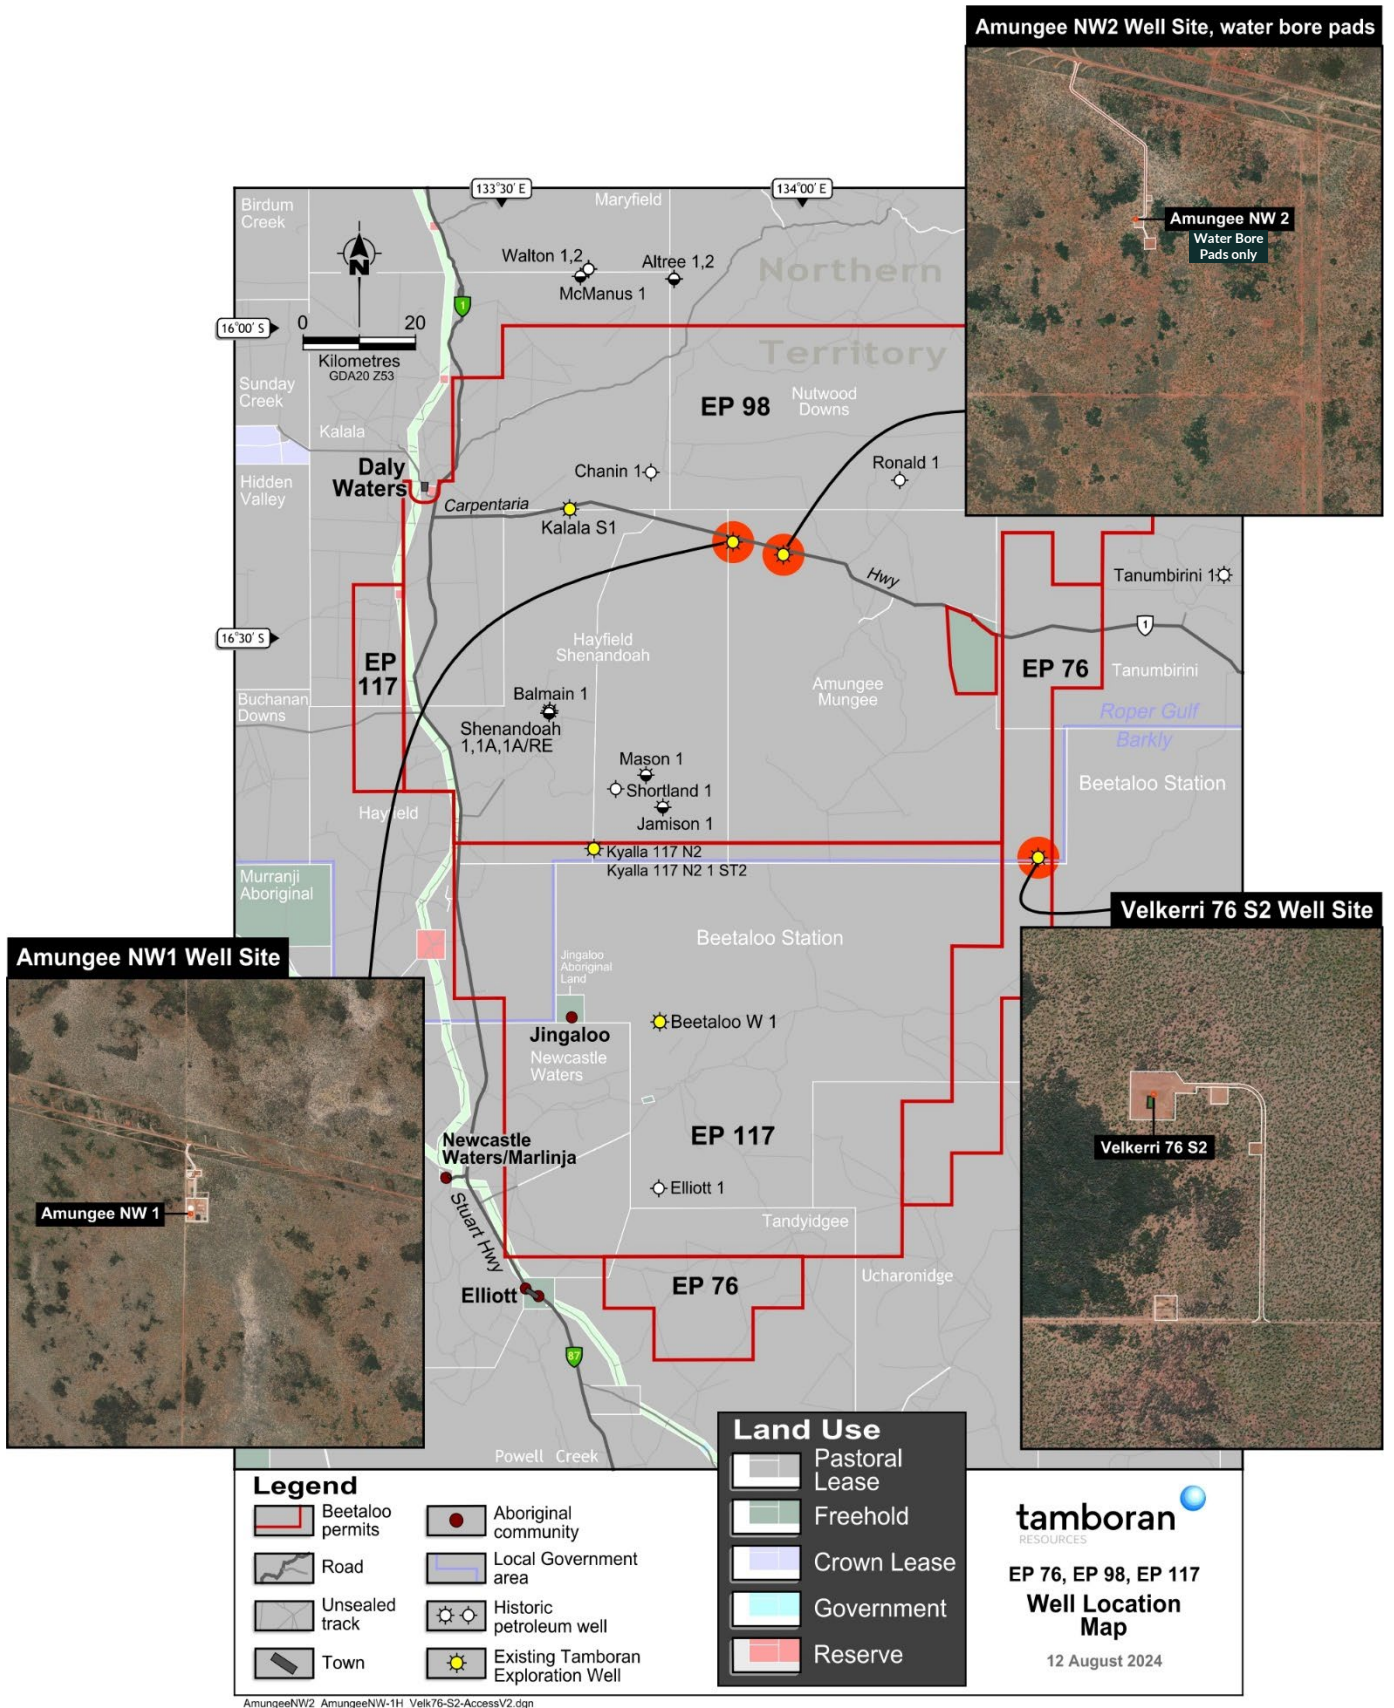 Amungee NW2 Well Site, water bore pads
Amungee NW 2
Water Bore
Pads only
133°30' E
134°00' E
Birdum
Creek
Maryfield
N
Walton 1,2
McManus 1
Altree 1,2
Northern
Territory
1
16°00' S
0
20
Kilometres
GDA20 Z53
Sunday
Creek
Kalala
EP 98
Nutwood
Downs
Hidden
Valley
Daly
Waters
Chanin 1
Ronald 1
Carpentaria
Kalala S1
Hwy
Tanumbirini 1
16°30' S
1
EP
117
Hayfield
Shenandoah
EP 76
Tanumbirini
Amungee
Mungee
Buchanan
Downs
Balmain 1
Shenandoah
1,1A,1A/RE
Roper Gulf
Barkly
Mason 1
Shortland 1
Jamison 1
Beetaloo Station
Hayfield
Kyalla 117 N2
Kyalla 117 N2 1 ST2
Murranji
Aboriginal
Velkerri 76 S2 Well Site
Velkerri 76 S2
Beetaloo Station
Amungee NW1 Well Site
Amungee NW 1
Jingaloo
Aboriginal
Land
Jingaloo
Beetaloo W 1
Newcastle
Waters
EP 117
Newcastle
Waters/Marlinja
Elliott 1
Stuart Hwy
Tandyidgee
Elliott
EP 76
Ucharonidge
87
Powell Creek
Legend
Beetaloo
permits
Road
Unsealed
track
Town
Aboriginal
community
Local Government
area
Historic
petroleum well
Existing Tamboran
Exploration Well
Land Use
Pastoral
Lease
Freehold
Crown Lease
Government
Reserve
tamboran
RESOURCES
EP 76, EP 98, EP 117
Well Location
Map
12 August 2024
AmungeeNW2_AmungeeNW-1H_Velk76-S2-AccessV2.dgn